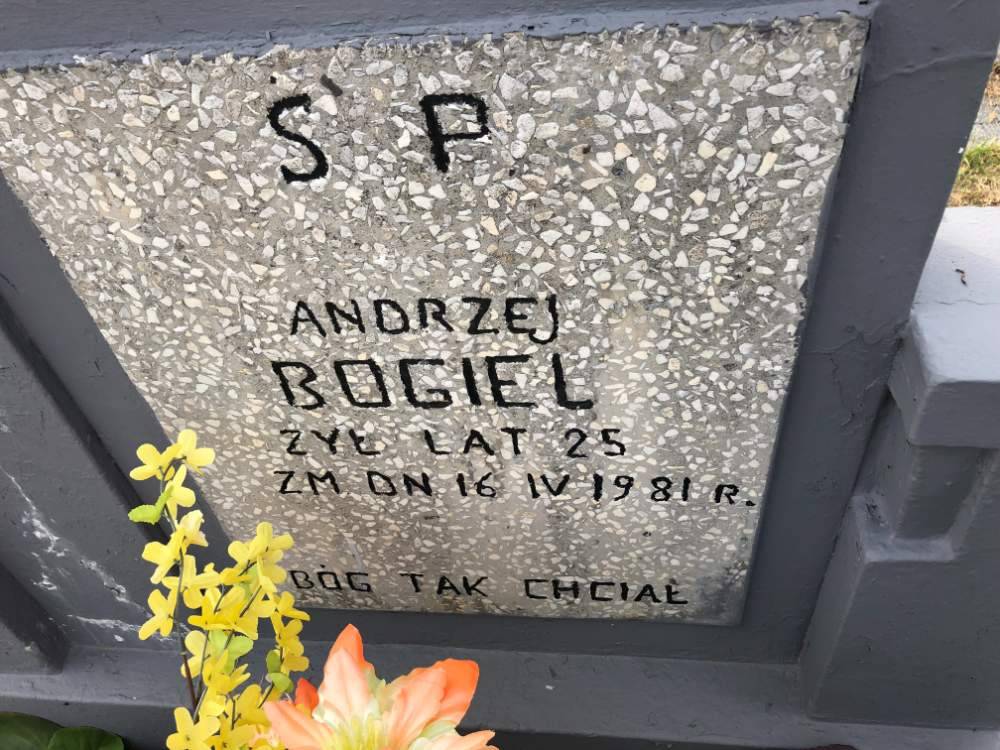 Ś P
ANDRZEJ
BOGIEL
ŻYŁ LAT 25
ZM DN 16 IV 1981 R.
BÓG TAK CHCIAŁ